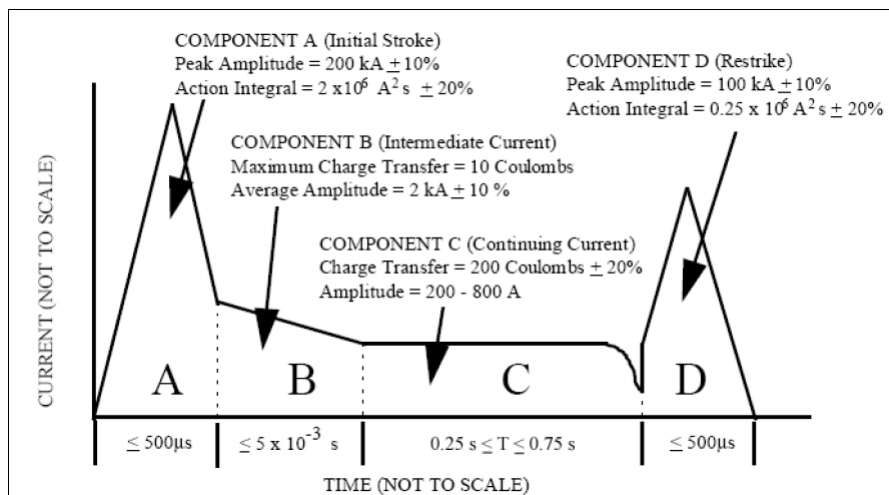 COMPONENT A (Initial Stroke)
Peak Amplitude = 200 kA ±10%
Action Integral = 2 x10⁶ A² s ± 20%
COMPONENT B (Intermediate Current)
Maximum Charge Transfer = 10 Coulombs
Average Amplitude = 2 kA ± 10 %
COMPONENT C (Continuing Current)
Charge Transfer = 200 Coulombs ± 20%
Amplitude = 200 - 800 A
COMPONENT D (Restrike)
Peak Amplitude = 100 kA ±10%
Action Integral = 0.25 x 10⁶ A² s ± 20%
CURRENT (NOT TO SCALE)
A
B
C
D
≤ 500µs
≤ 5 x 10⁻³ s
0.25 s ≤ T ≤ 0.75 s
≤ 500µs
TIME (NOT TO SCALE)